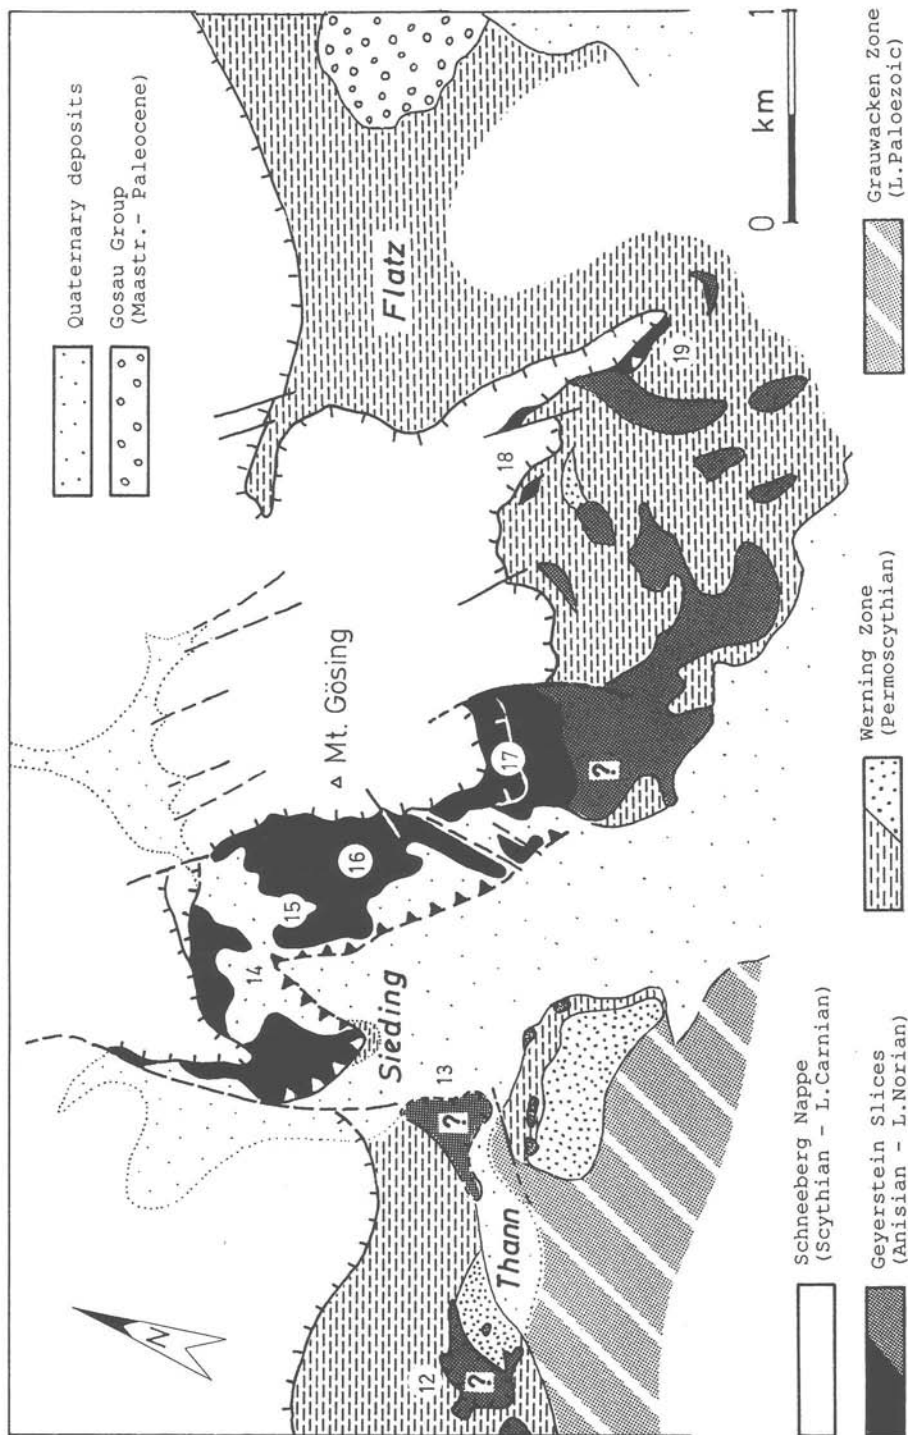 Quaternary deposits
Gosau Group
(Maastr.- Paleocene)
N
Mt. Gösing
Flatz
Sieding
Thann
12
?
13
?
14
15
16
17
?
18
19
0 km 1
Schneeberg Nappe
(Scythian - L.Carnian)
Geyerstein Slices
(Anisian - L.Norian)
Werning Zone
(Permoscythian)
Grauwacken Zone
(L.Paloezoic)